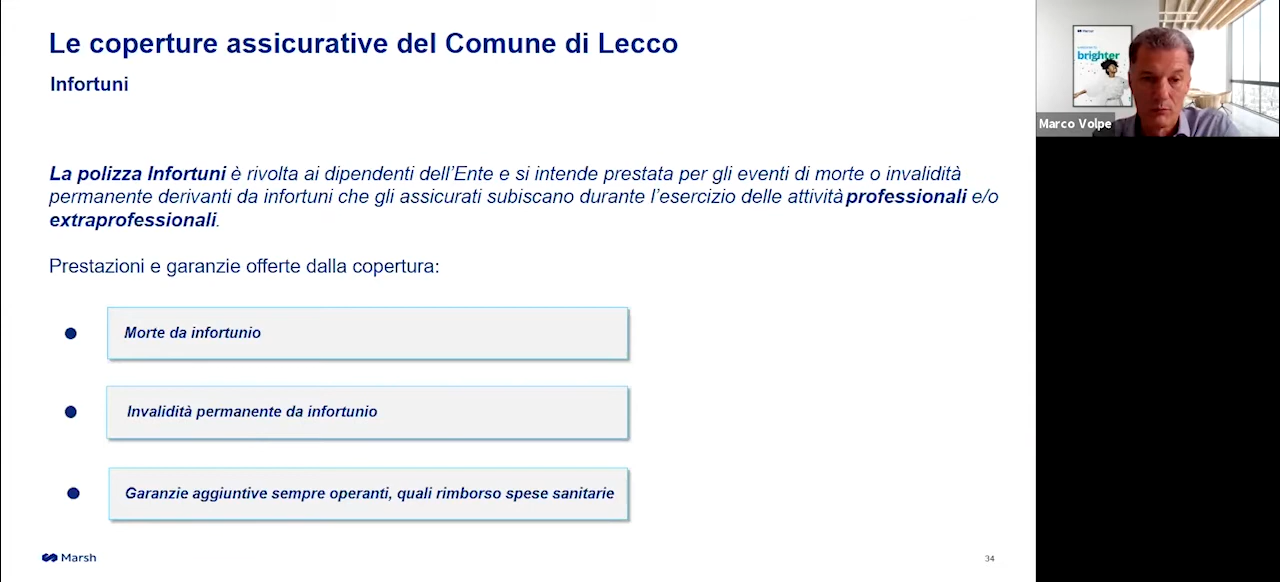 Le coperture assicurative del Comune di Lecco
Infortuni
La polizza Infortuni è rivolta ai dipendenti dell'Ente e si intende prestata per gli eventi di morte o invalidità
permanente derivanti da infortuni che gli assicurati subiscano durante l'esercizio delle attività professionali e/o
extraprofessionali.
Prestazioni e garanzie offerte dalla copertura:
Morte da infortunio
Invalidità permanente da infortunio
Garanzie aggiuntive sempre operanti, quali rimborso spese sanitarie
Marsh
34
brighter
Marco Volpe